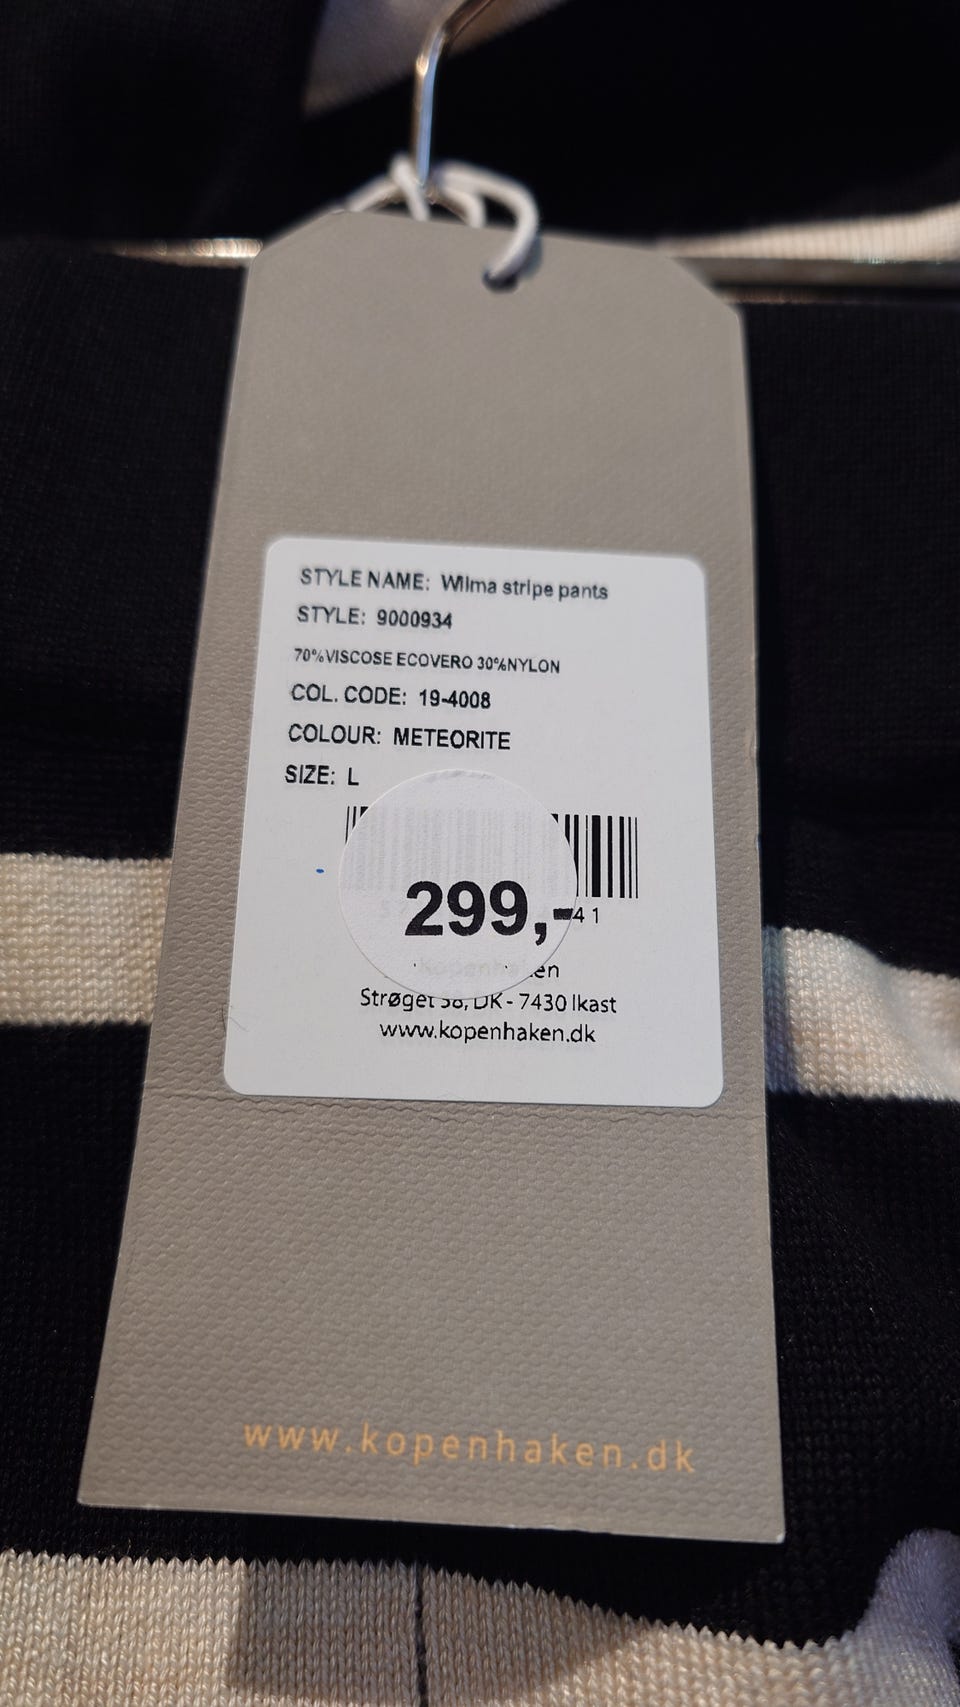 STYLE NAME: Wilma stripe pants
STYLE: 9000934
70%VISCOSE ECOVERO 30%NYLON
COL. CODE: 19-4008
COLOUR: METEORITE
SIZE: L
299,-
41
Strøget 38, DK - 7430 Ikast
www.kopenhaken.dk
www.kopenhaken.dk